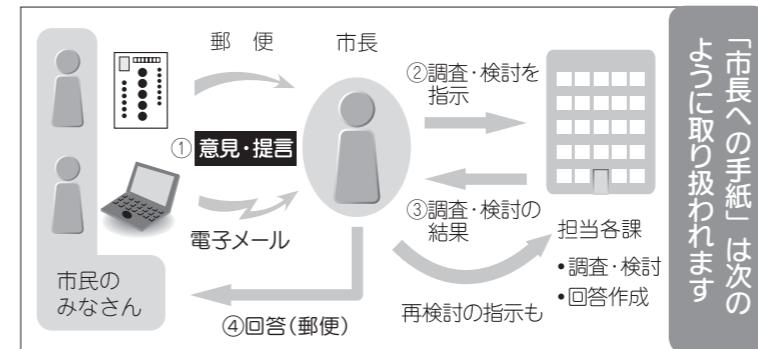 「市長への手紙」は次の
ように取り扱われます
郵 便
市長
①意見・提言
電子メール
②調査・検討を
指示
③調査・検討の
結果
担当各課
•調査・検討
•回答作成
再検討の指示も
④回答(郵便)
市民の
みなさん